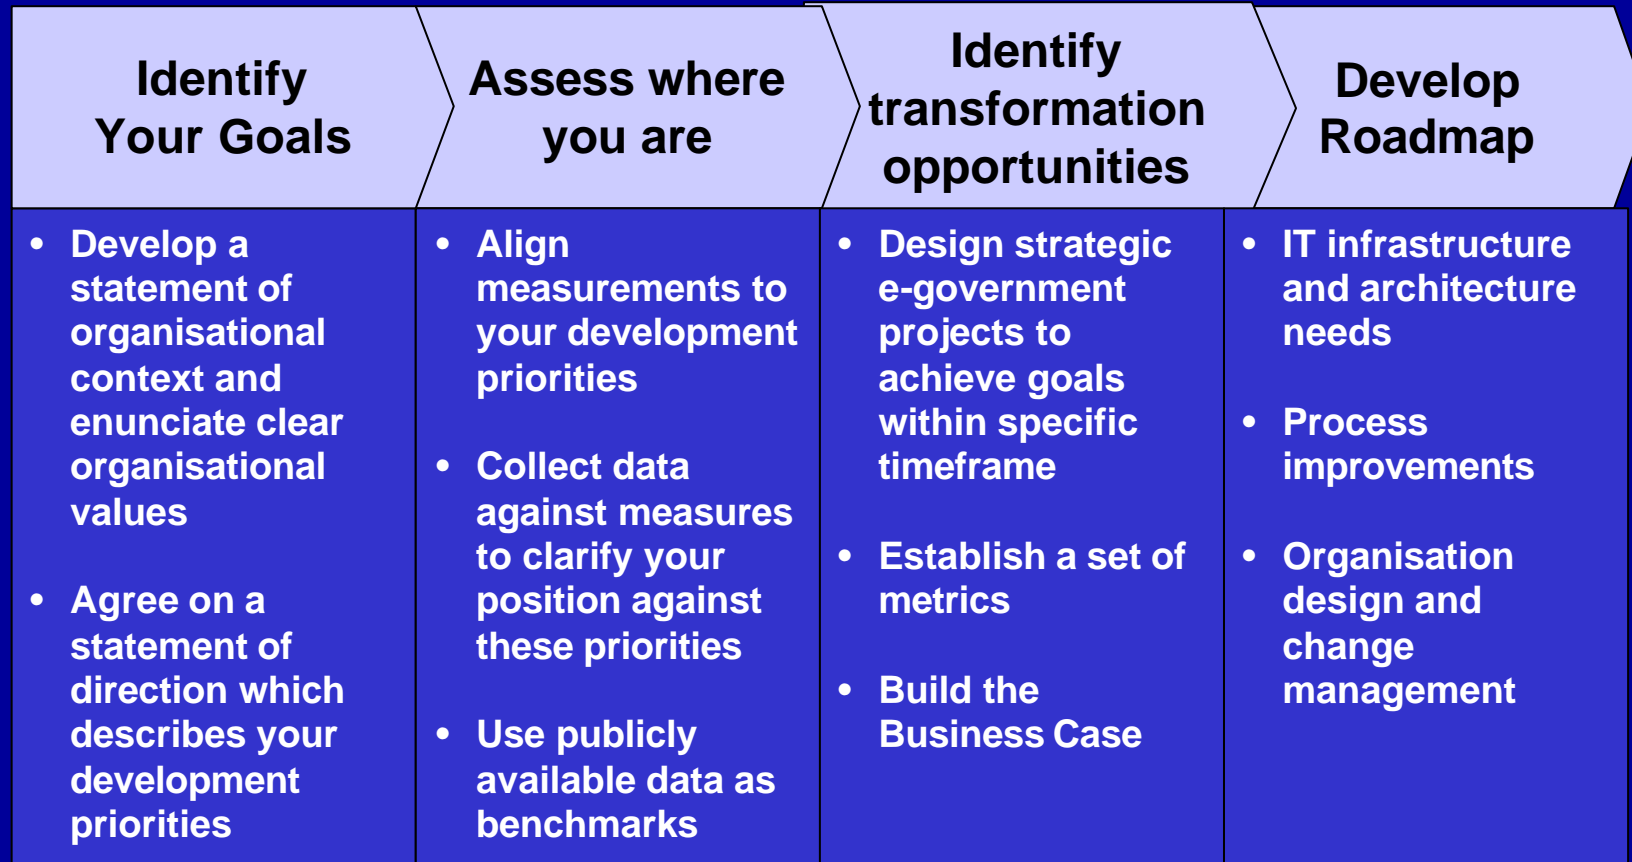 Identify
Your Goals
Assess where
you are
Identify
transformation
opportunities
Develop
Roadmap
• Develop a
statement of
organisational
context and
enunciate clear
organisational
values
• Agree on a
statement of
direction which
describes your
development
priorities
• Align
measurements to
your development
priorities
• Collect data
against measures
to clarify your
position against
these priorities
• Use publicly
available data as
benchmarks
• Design strategic
e-government
projects to
achieve goals
within specific
timeframe
• Establish a set of
metrics
• Build the
Business Case
• IT infrastructure
and architecture
needs
• Process
improvements
• Organisation
design and
change
management